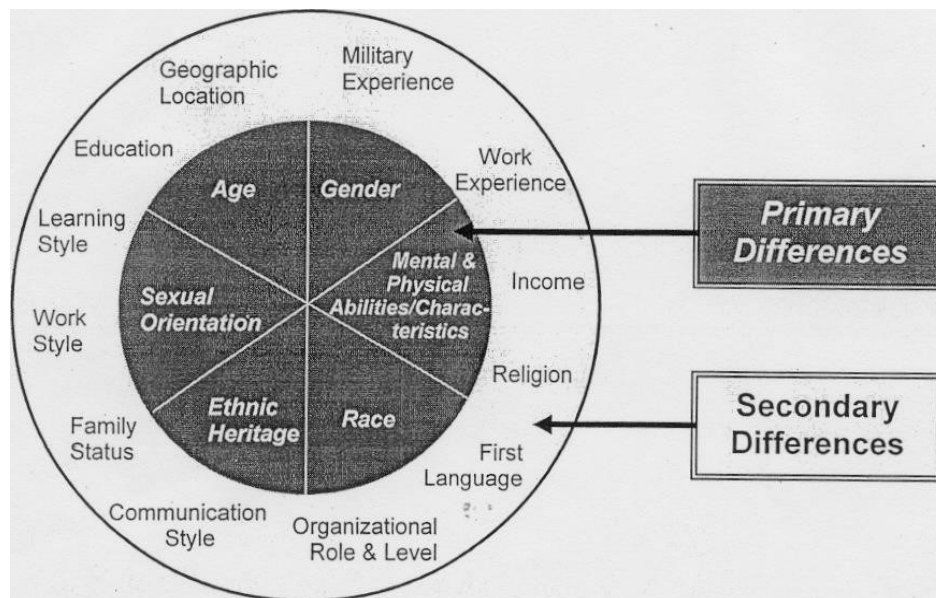 Geographic
Location
Military
Experience
Education
Work
Experience
Learning
Style
Income
Work
Style
Religion
Family
Status
First
Language
Communication
Style
Organizational
Role & Level
Age
Gender
Sexual
Orientation
Mental &
Physical
Abilities/Charac-
teristics
Ethnic
Heritage
Race
Primary
Differences
Secondary
Differences